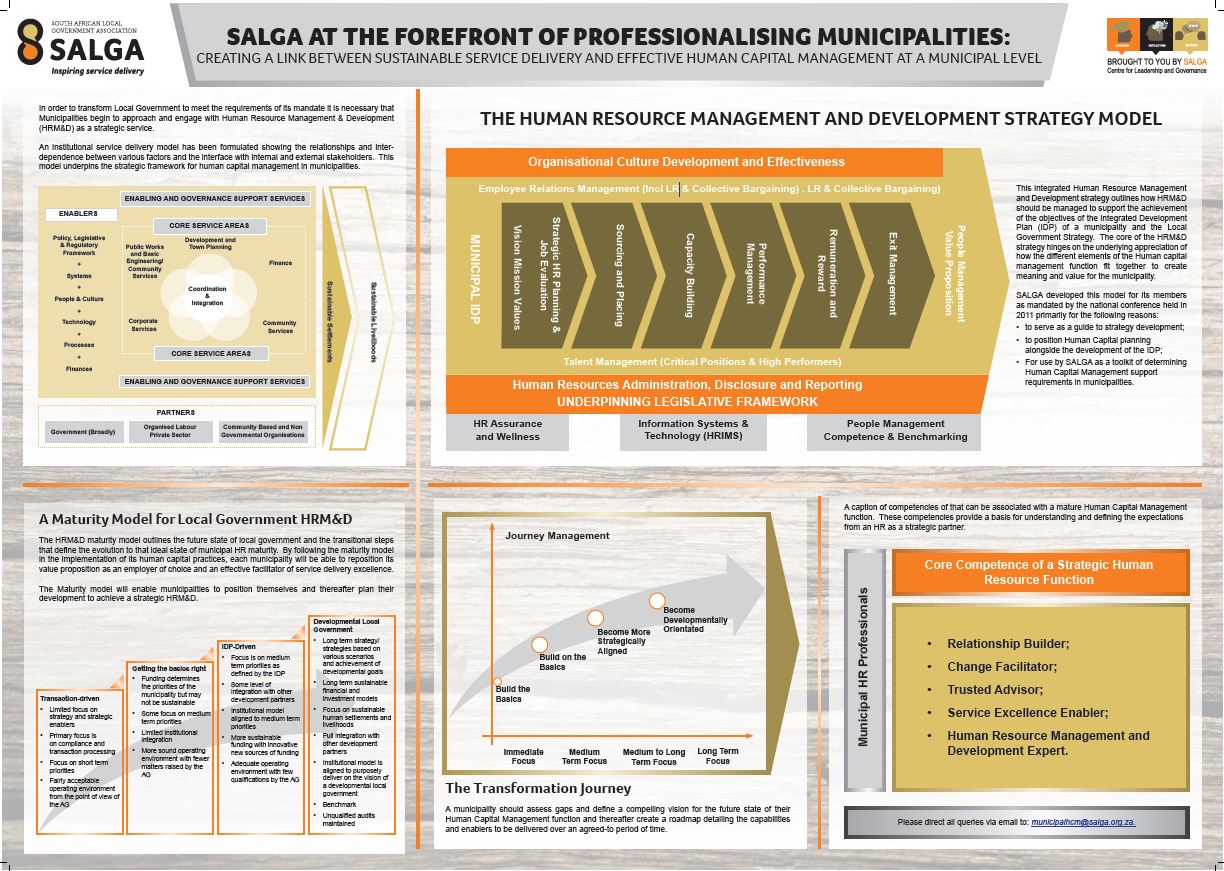 SOUTH AFRICAN LOCAL
GOVERNMENT ASSOCIATION
SALGA
Inspiring service delivery
SALGA AT THE FOREFRONT OF PROFESSIONALISING MUNICIPALITIES:
CREATING A LINK BETWEEN SUSTAINABLE SERVICE DELIVERY AND EFFECTIVE HUMAN CAPITAL MANAGEMENT AT A MUNICIPAL LEVEL
BROUGHT TO YOU BY SALGA
Centre for Leadership and Governance
In order to transform Local Government to meet the requirements of its mandate it is necessary that
Municipalities begin to approach and engage with Human Resource Management & Development
(HRM&D) as a strategic service.
An institutional service delivery model has been formulated showing the relationships and inter-
dependence between various factors and the interface with internal and external stakeholders. This
model underpins the strategic framework for human capital management in municipalities.
ENABLERS
Policy, Legislative
& Regulatory
Framework
+
Systems
+
People & Culture
+
Technology
+
Processes
+
Finances
ENABLING AND GOVERNANCE SUPPORT SERVICES
CORE SERVICE AREAS
Public Works
and Basic
Engineering/
Community
Services
Development and
Town Planning
Finance
Coordination
&
Integration
Corporate
Services
Community
Services
CORE SERVICE AREAS
ENABLING AND GOVERNANCE SUPPORT SERVICES
Sustainable Settlements
Sustainable Livelihoods
PARTNERS
Government (Broadly)
Organised Labour
Private Sector
Community Based and Non
Governmental Organisations
THE HUMAN RESOURCE MANAGEMENT AND DEVELOPMENT STRATEGY MODEL
Organisational Culture Development and Effectiveness
Employee Relations Management (Incl LR & Collective Bargaining) . LR & Collective Bargaining)
MUNICIPAL IDP
Vision Mission Values
Strategic HR Planning &
Job Evaluation
Sourcing and Placing
Capacity Building
Performance
Management
Remuneration and
Reward
Exit Management
People Management
Value Proposition
Talent Management (Critical Positions & High Performers)
Human Resources Administration, Disclosure and Reporting
UNDERPINNING LEGISLATIVE FRAMEWORK
HR Assurance
and Wellness
Information Systems &
Technology (HRIMS)
People Management
Competence & Benchmarking
This integrated Human Resource Management
and Development strategy outlines how HRM&D
should be managed to support the achievement
of the objectives of the Integrated Development
Plan (IDP) of a municipality and the Local
Government Strategy. The core of the HRM&D
strategy hinges on the underlying appreciation of
how the different elements of the Human capital
management function fit together to create
meaning and value for the municipality.
SALGA developed this model for its members
as mandated by the national conference held in
2011 primarily for the following reasons:
• to serve as a guide to strategy development;
• to position Human Capital planning
alongside the development of the IDP;
• For use by SALGA as a toolkit of determining
Human Capital Management support
requirements in municipalities.
A Maturity Model for Local Government HRM&D
The HRM&D maturity model outlines the future state of local government and the transitional steps
that define the evolution to that ideal state of municipal HR maturity. By following the maturity model
in the implementation of its human capital practices, each municipality will be able to reposition its
value proposition as an employer of choice and an effective facilitator of service delivery excellence.
The Maturity model will enable municipalities to position themselves and thereafter plan their
development to achieve a strategic HRM&D.
Transaction-driven
• Limited focus on
strategy and strategic
enablers
• Primary focus is
on compliance and
transaction processing
• Focus on short term
priorities
• Fairly acceptable
operating environment
from the point of view of
the AG
Getting the basics right
• Funding determines
the priorities of the
municipality but may
not be sustainable
• Some focus on medium
term priorities
• Limited institutional
integration
• More sound operating
environment with fewer
matters raised by the
AG
IDP-Driven
• Focus is on medium
term priorities as
defined by the IDP
• Some level of
integration with other
development partners
• Institutional model
aligned to medium term
priorities
• More sustainable
funding with innovative
new sources of funding
• Adequate operating
environment with few
qualifications by the AG
Developmental Local
Government
• Long term strategy/
strategies based on
various scenarios
and achievement of
developmental goals
• Long term sustainable
financial and
investment models
• Focus on sustainable
human settlements and
livelihoods
• Full integration with
other development
partners
• Institutional model is
aligned to purposely
deliver on the vision of
a developmental local
government
• Benchmark
• Unqualified audits
maintained
Journey Management
Build the
Basics
Build on the
Basics
Become More
Strategically
Aligned
Become
Developmentally
Orientated
Immediate
Focus
Medium
Term Focus
Medium to Long
Term Focus
Long Term
Focus
The Transformation Journey
A municipality should assess gaps and define a compelling vision for the future state of their
Human Capital Management function and thereafter create a roadmap detailing the capabilities
and enablers to be delivered over an agreed-to period of time.
A caption of competencies of that can be associated with a mature Human Capital Management
function. These competencies provide a basis for understanding and defining the expectations
from an HR as a strategic partner.
Municipal HR Professionals
Core Competence of a Strategic Human
Resource Function
• Relationship Builder;
• Change Facilitator;
• Trusted Advisor;
• Service Excellence Enabler;
• Human Resource Management and
Development Expert.
Please direct all queries via email to: municipalhcm@salga.org.za.